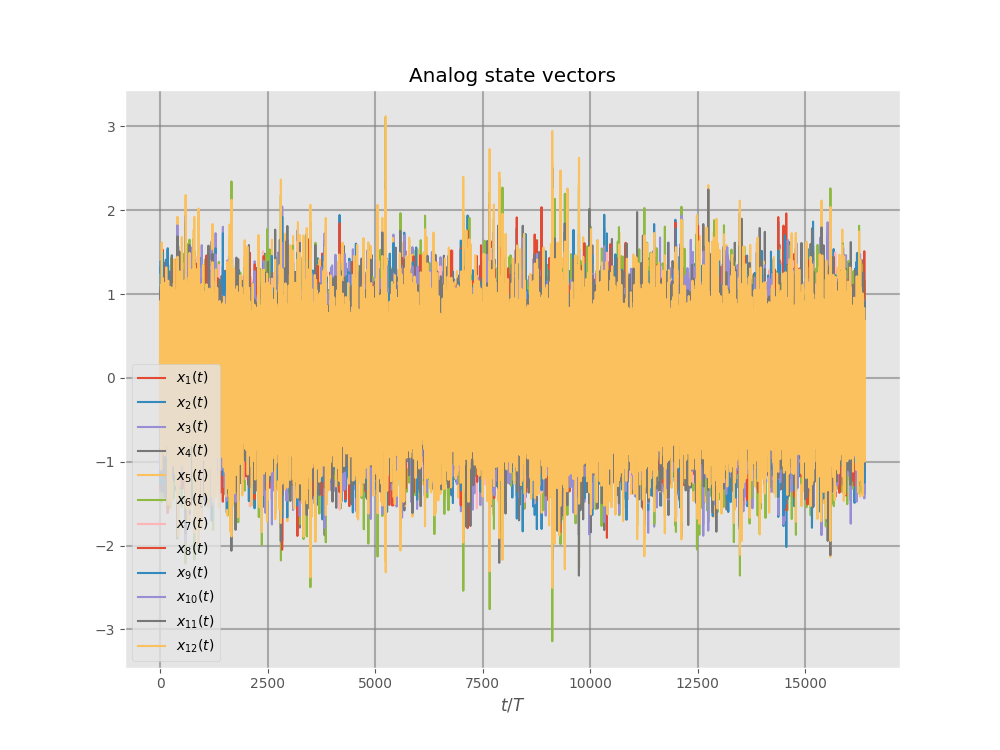 Analog state vectors
3
2
1
0
−1
−2
−3
x₁(t)
x₂(t)
x₃(t)
x₄(t)
x₅(t)
x₆(t)
x₇(t)
x₈(t)
x₉(t)
x₁₀(t)
x₁₁(t)
x₁₂(t)
0 2500 5000 7500 10000 12500 15000
t/T